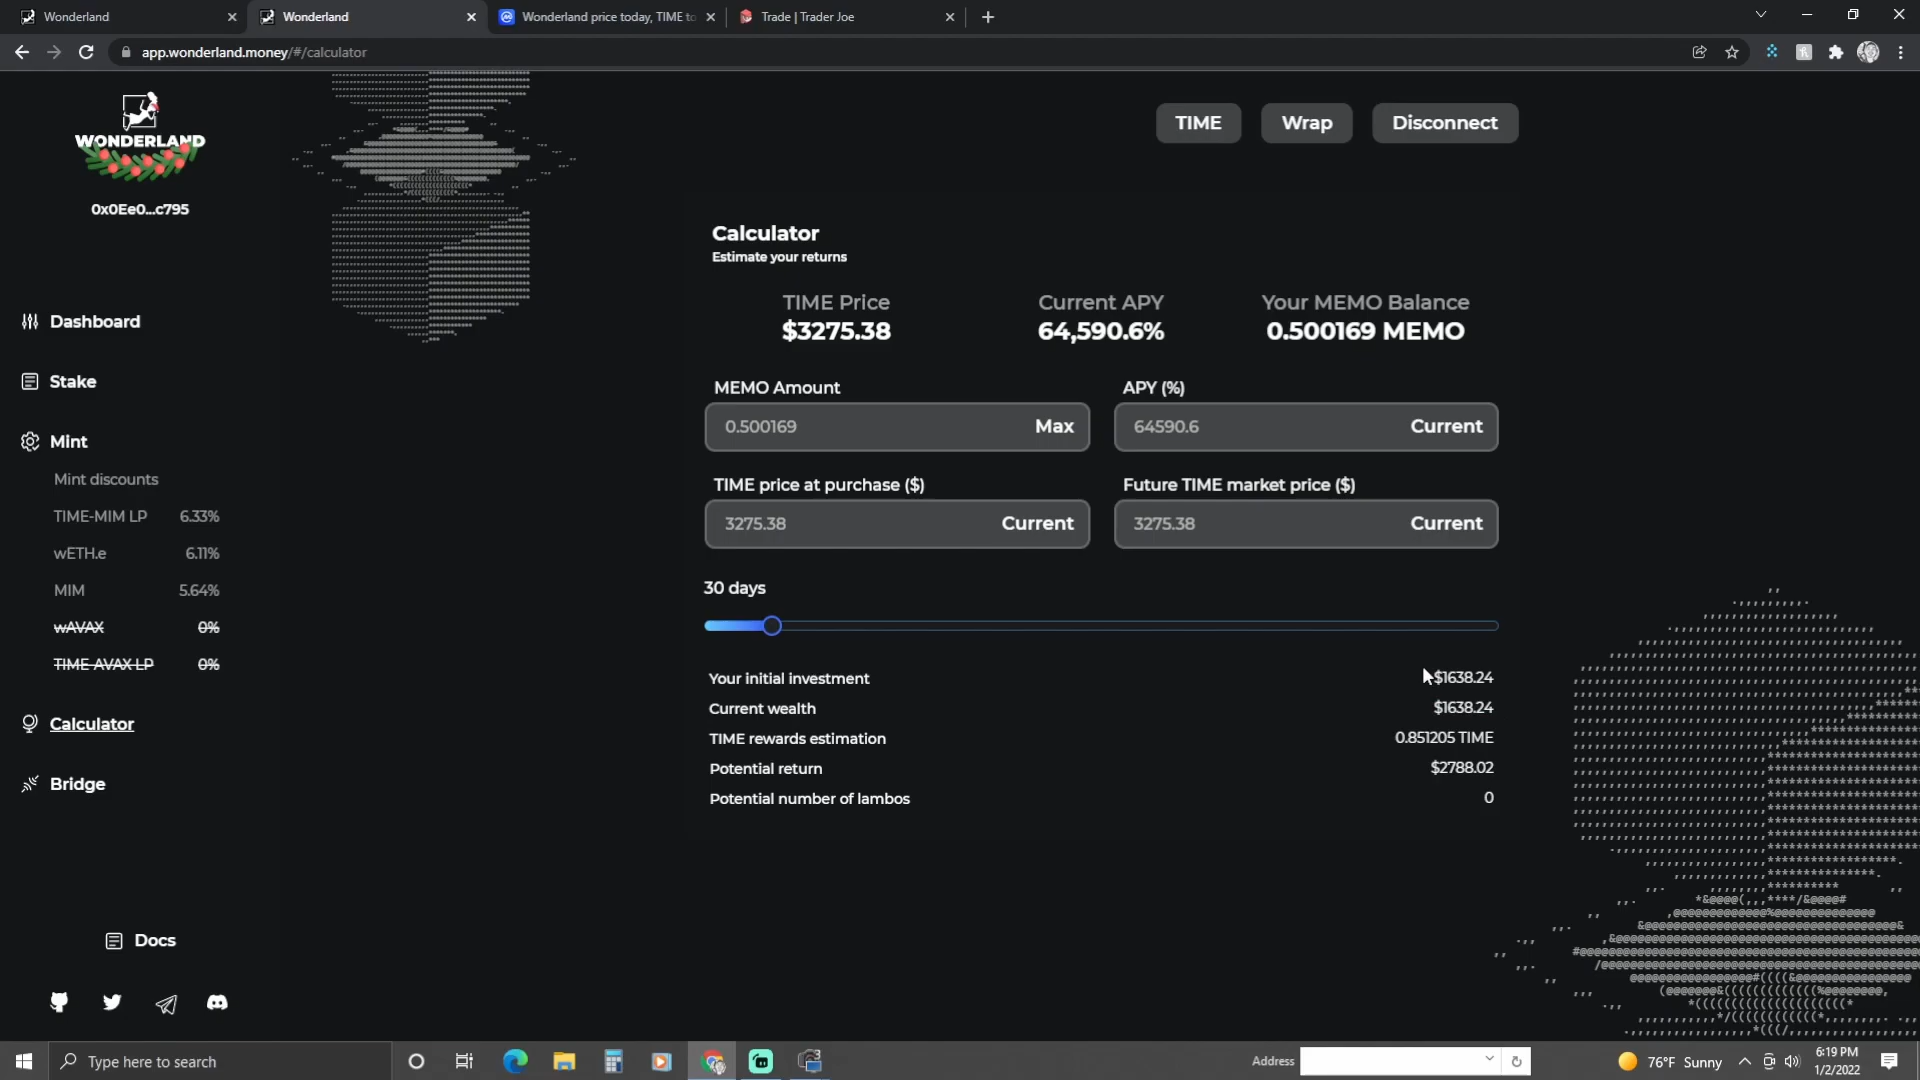 Wonderland
Wonderland
Wonderland price today, TIME to
Trade | Trader Joe
app.wonderland.money/#/calculator
WONDERLAND
0x0Ee0...c795
TIME
Wrap
Disconnect
Dashboard
Stake
Mint
Mint discounts
TIME-MIM LP 6.33%
wETH.e 6.11%
MIM 5.64%
wAVAX 0%
TIME AVAX LP 0%
Calculator
Bridge
Docs
Calculator
Estimate your returns
TIME Price
$3275.38
Current APY
64,590.6%
Your MEMO Balance
0.500169 MEMO
MEMO Amount
0.500169 Max
APY (%)
64590.6 Current
TIME price at purchase ($)
3275.38 Current
Future TIME market price ($)
3275.38 Current
30 days
Your initial investment $1638.24
Current wealth $1638.24
TIME rewards estimation 0.851205 TIME
Potential return $2788.02
Potential number of lambos 0
Type here to search
Address
76°F Sunny
6:19 PM
1/2/2022